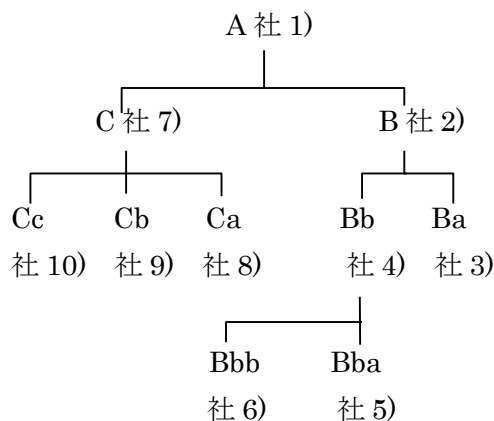 A 社 1)
C 社 7) B 社 2)
Cc Cb Ca Bb Ba
社 10) 社 9) 社 8) 社 4) 社 3)
Bbb Bba
社 6) 社 5)